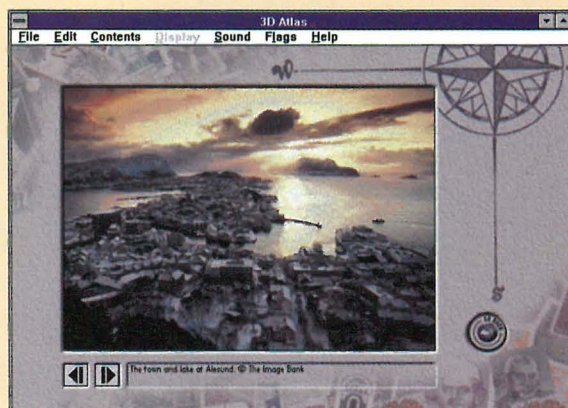 3D Atlas
File Edit Contents Display Sound Flags Help
W
S
The town and lake at Alesund. © The Image Bank